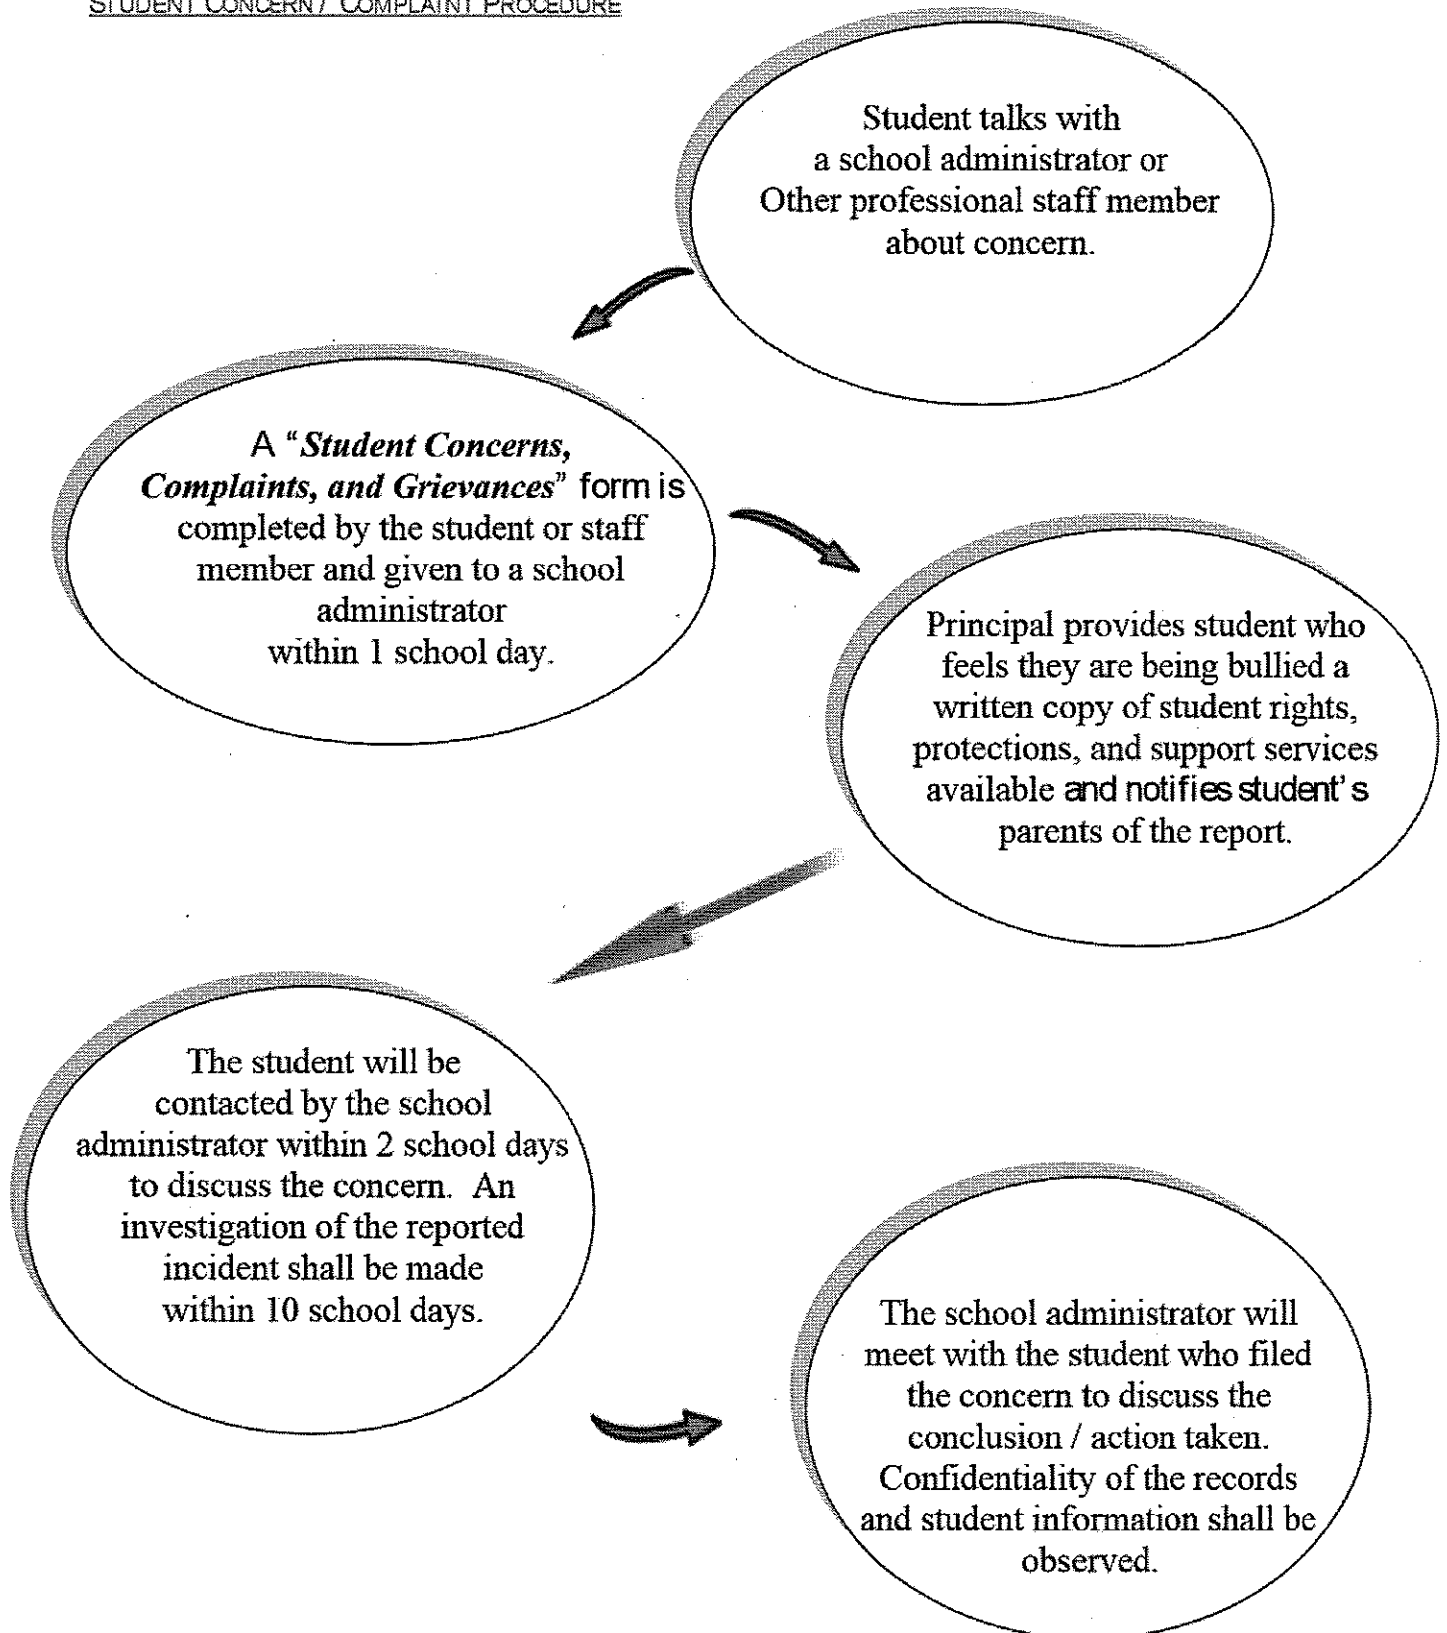 STUDENT CONCERN / COMPLAINT PROCEDURE
Student talks with
a school administrator or
Other professional staff member
about concern.
A “Student Concerns,
Complaints, and Grievances” form is
completed by the student or staff
member and given to a school
administrator
within 1 school day.
Principal provides student who
feels they are being bullied a
written copy of student rights,
protections, and support services
available and notifies student’s
parents of the report.
The student will be
contacted by the school
administrator within 2 school days
to discuss the concern. An
investigation of the reported
incident shall be made
within 10 school days.
The school administrator will
meet with the student who filed
the concern to discuss the
conclusion / action taken.
Confidentiality of the records
and student information shall be
observed.